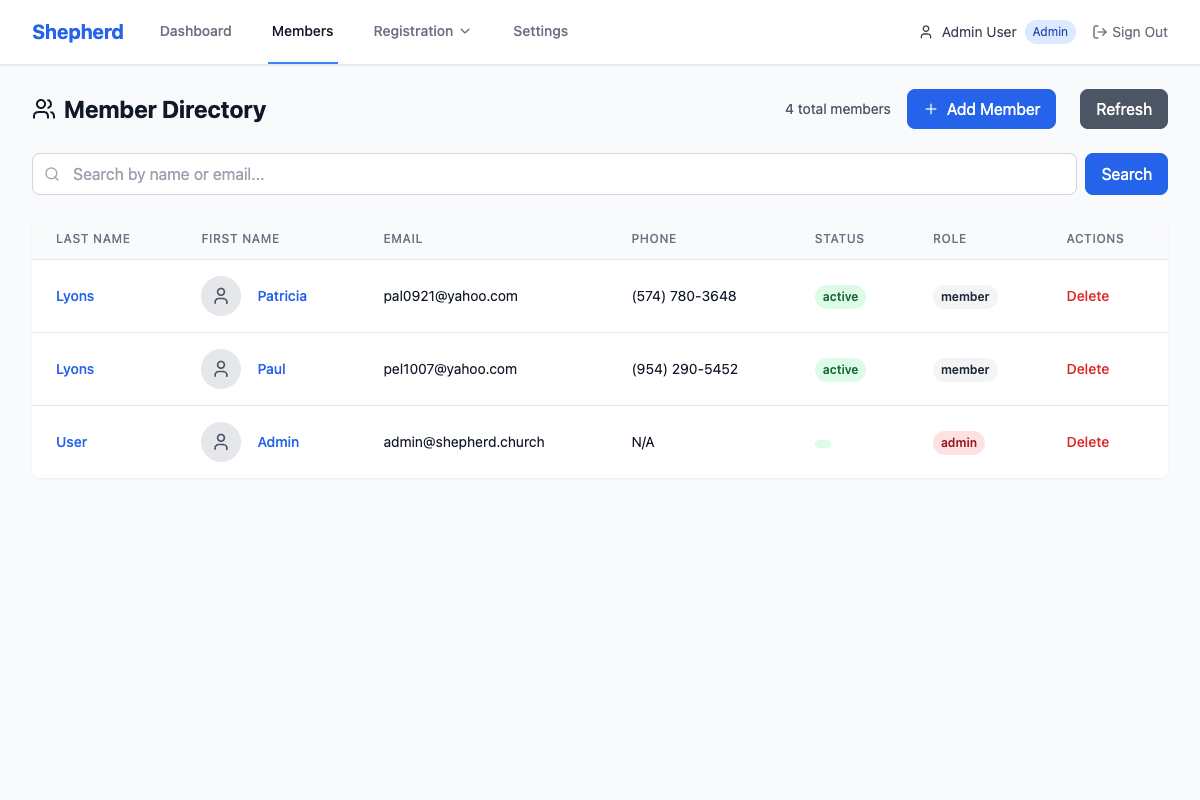 Shepherd Dashboard Members Registration Settings Admin User Admin Sign Out
Member Directory 4 total members + Add Member Refresh
Search by name or email... Search
LAST NAME FIRST NAME EMAIL PHONE STATUS ROLE ACTIONS
Lyons Patricia pal0921@yahoo.com (574) 780-3648 active member Delete
Lyons Paul pel1007@yahoo.com (954) 290-5452 active member Delete
User Admin admin@shepherd.church N/A admin Delete